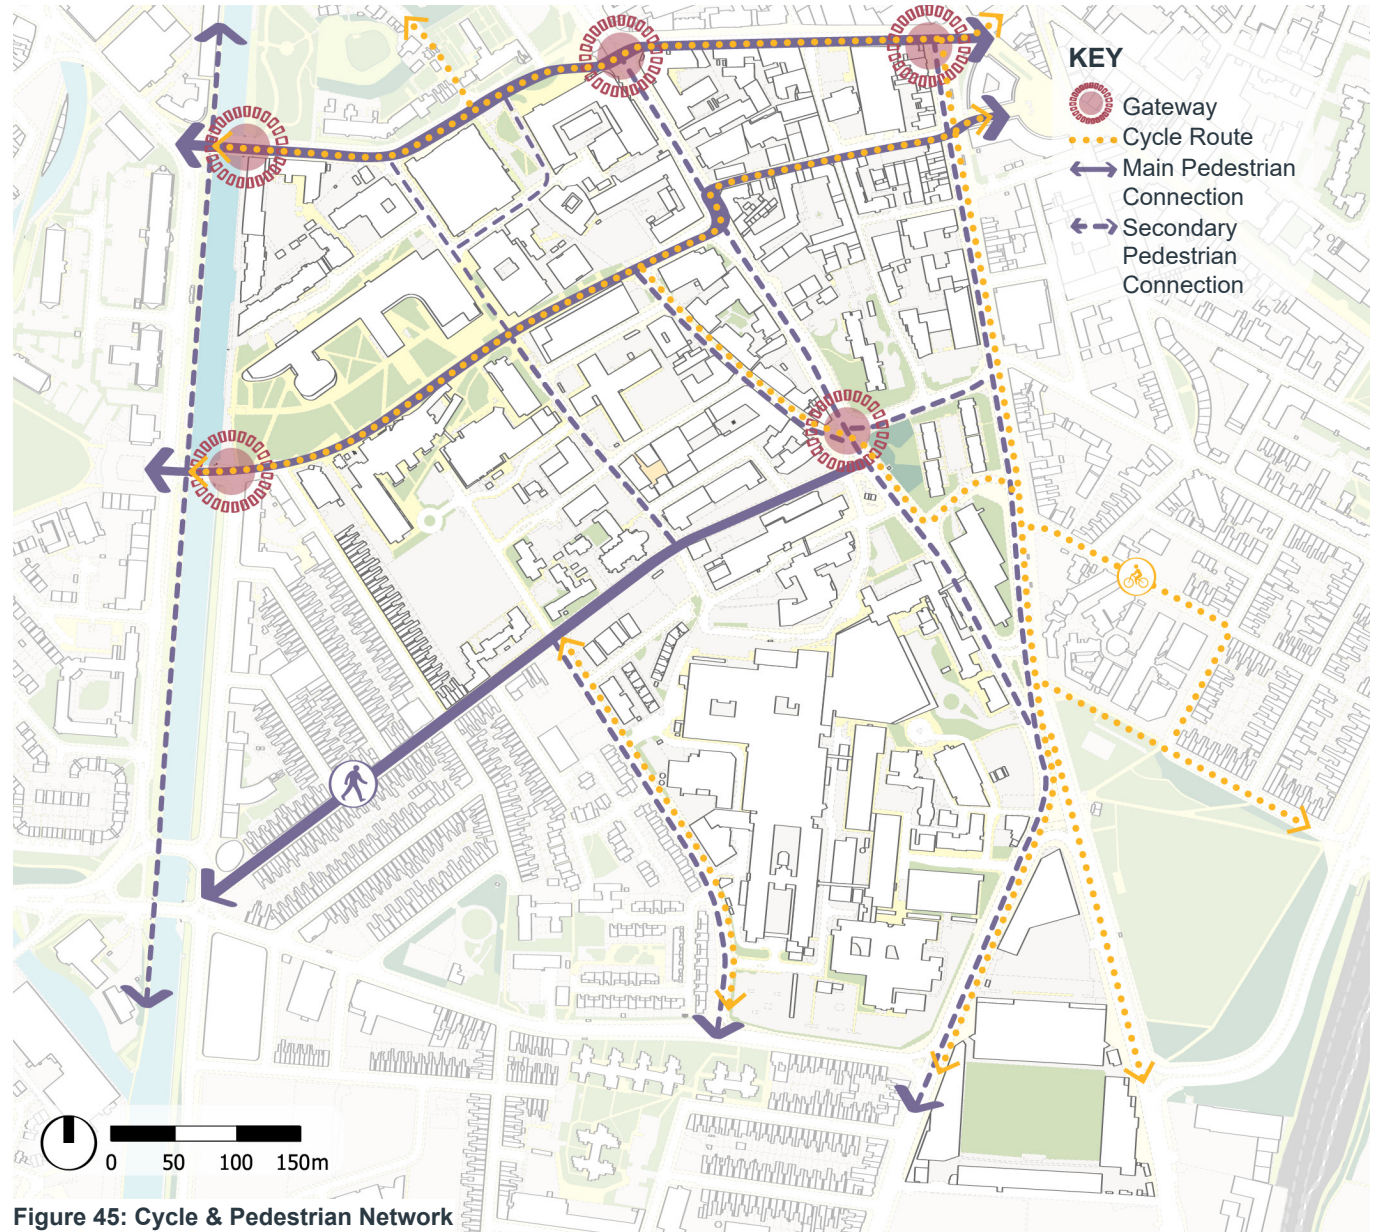 KEY
Gateway
Cycle Route
Main Pedestrian
Connection
Secondary
Pedestrian
Connection
0 50 100 150m
Figure 45: Cycle & Pedestrian Network